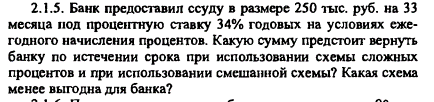 2.1.5. Банк предоставил ссуду в размере 250 тыс. руб. на 33
месяца под процентную ставку 34% годовых на условиях еже-
годного начисления процентов. Какую сумму предстоит вернуть
банку по истечении срока при использовании схемы сложных
процентов и при использовании смешанной схемы? Какая схема
менее выгодна для банка?